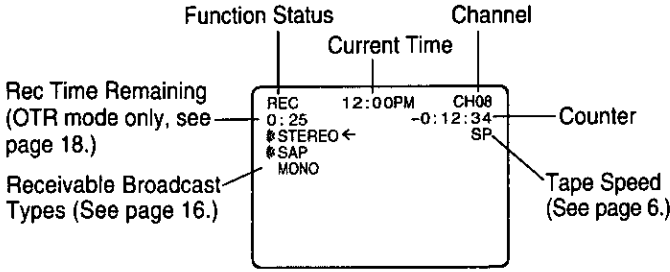 Function Status
Channel
Current Time
Rec Time Remaining
(OTR mode only, see
page 18.)
REC 12:00PM CH08
0:25 -0:12:34
STEREO ←
SP
SAP
MONO
Counter
Receivable Broadcast
Types (See page 16.)
Tape Speed
(See page 6.)